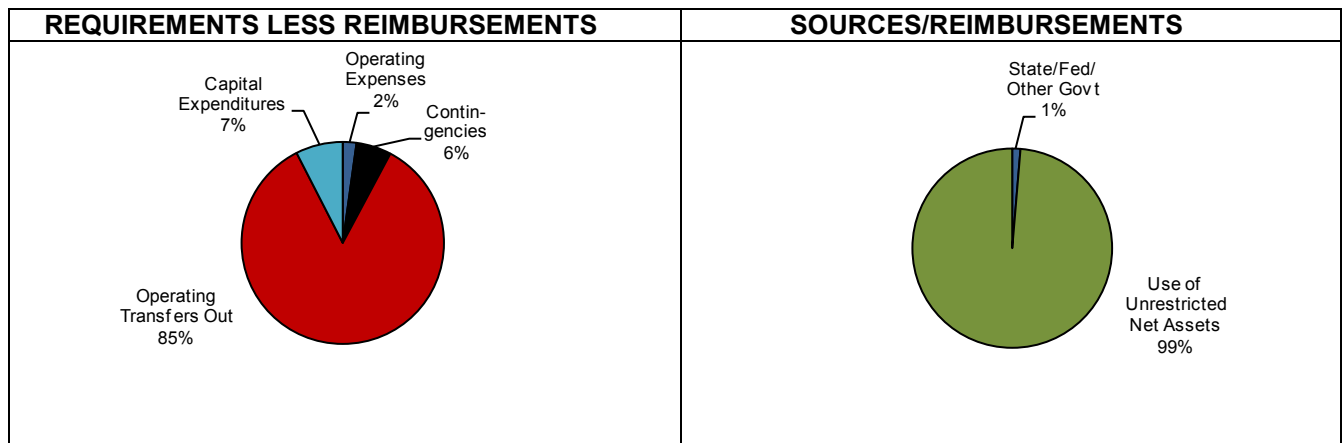 REQUIREMENTS LESS REIMBURSEMENTS
Capital
Expenditures
7%
Operating
Expenses
2%
Contin-
gencies
6%
Operating
Transfers Out
85%
SOURCES/REIMBURSEMENTS
State/Fed/
Other Govt
1%
Use of
Unrestricted
Net Assets
99%